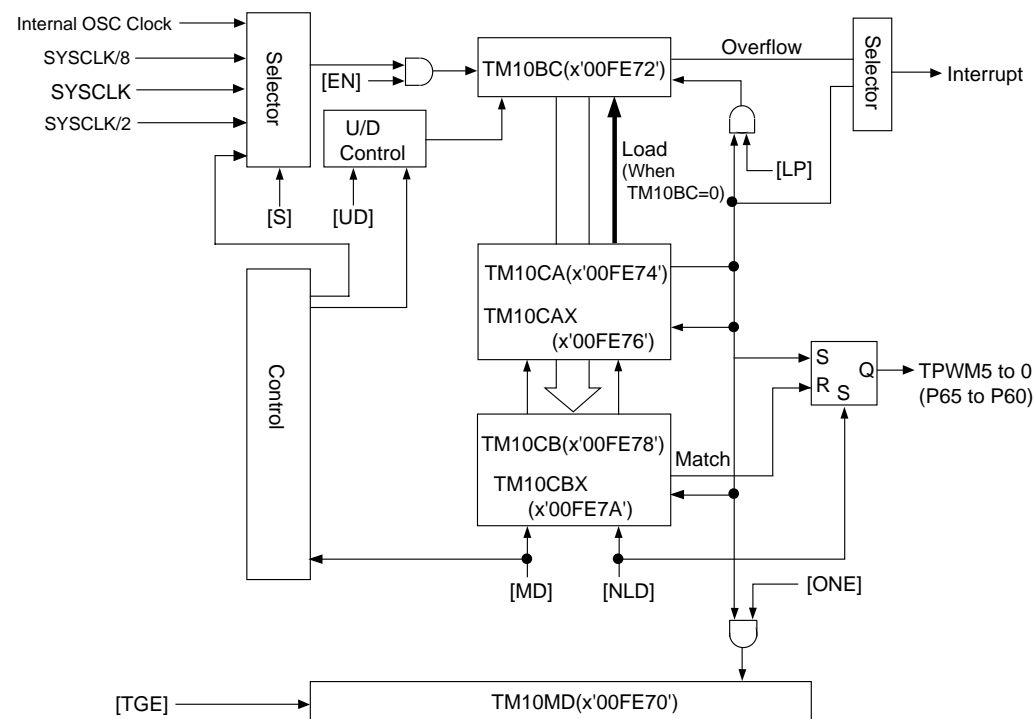 Internal OSC Clock
SYSCLK/8
SYSCLK
SYSCLK/2
Selector
[EN]
TM10BC(x'00FE72')
Overflow
Selector
Interrupt
U/D
Control
Load
(When
TM10BC=0)
[LP]
[S]
[UD]
TM10CA(x'00FE74')
TM10CAX
(x'00FE76')
Control
S
R
S
Q
TPWM5 to 0
(P65 to P60)
TM10CB(x'00FE78')
Match
TM10CBX
(x'00FE7A')
[MD]
[NLD]
[ONE]
[TGE]
TM10MD(x'00FE70')